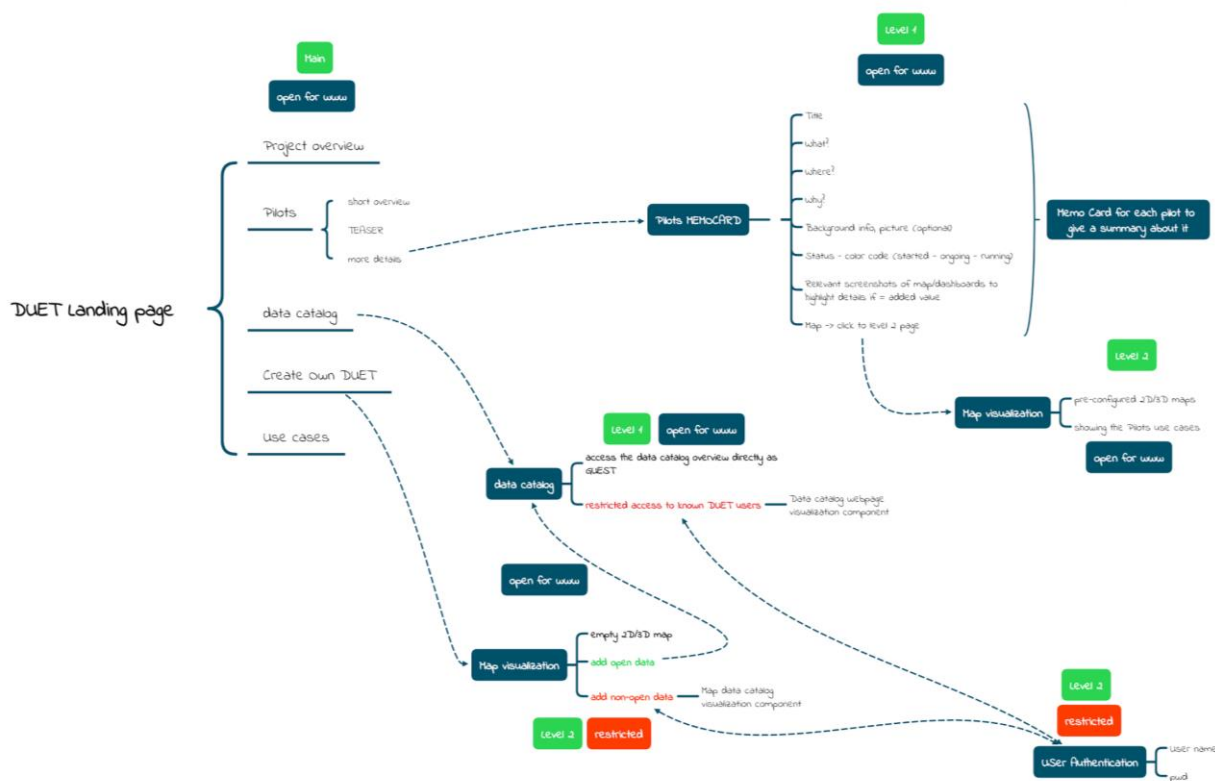 Main
open for www
Project overview
Pilots
short overview
TEASER
more details
DUET Landing page
data catalog
Create own DUET
Use cases
Level 1
open for www
Pilots MEMOCARD
Title
What?
Where?
Why?
Background info, picture (optional)
Status - color code (started - ongoing - running)
Relevant screenshots of map/dashboards to
highlight details if = added value
Map -> click to level 2 page
Memo Card for each pilot to
give a summary about it
Level 2
Map visualization
pre-configured 2D/3D maps
showing the Pilots use cases
open for www
Level 1
open for www
data catalog
access the data catalog overview directly as
GUEST
restricted access to known DUET users
Data catalog webpage
visualization component
open for www
Map visualization
empty 2D/3D map
add open data
add non-open data
Map data catalog
visualization component
Level 2
restricted
Level 2
restricted
User Authentication
User name
pwd